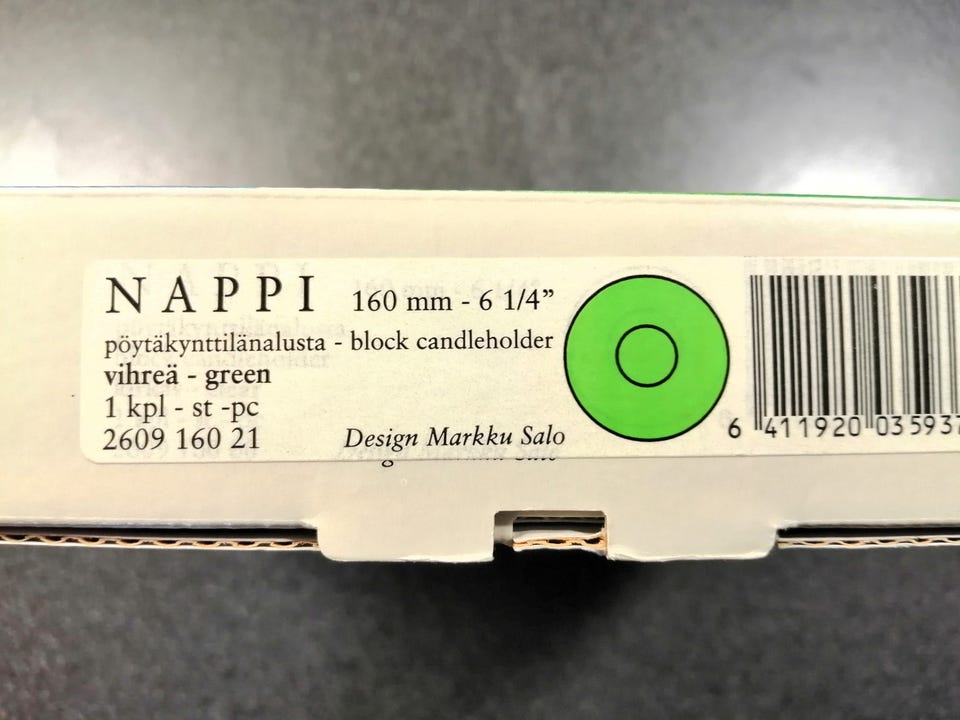 NAPPI 160 mm - 6 1/4”
pöytäkynttilänalusta - block candleholder
vihreä - green
1 kpl - st -pc
2609 160 21 Design Markku Salo
6 411920 03593